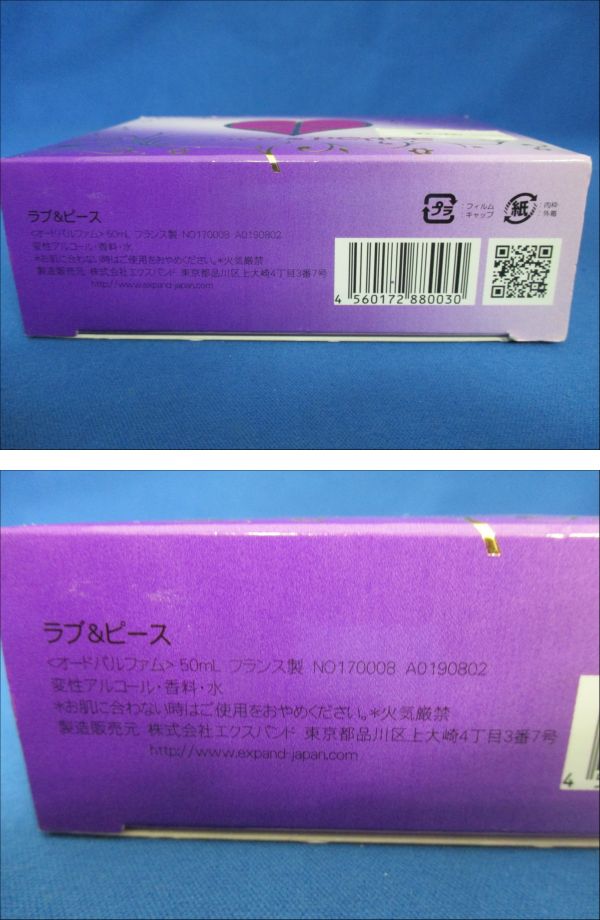 ラブ&ピース
<オードパルファム> 50mL フランス製 NO170008 A0190802
変性アルコール・香料・水
*お肌に合わない時はご使用をおやめください。*火気厳禁
製造販売元 株式会社エクスパンド 東京都品川区上大崎4丁目3番7号
http://www.expand-japan.com
プラ
:フィルム
:キャップ
紙
:内枠
:外箱
4 560172 880030
ラブ&ピース
<オードパルファム> 50mL フランス製 NO170008 A0190802
変性アルコール・香料・水
*お肌に合わない時はご使用をおやめください。*火気厳禁
製造販売元 株式会社エクスパンド 東京都品川区上大崎4丁目3番7号
http://www.expand-japan.com
4